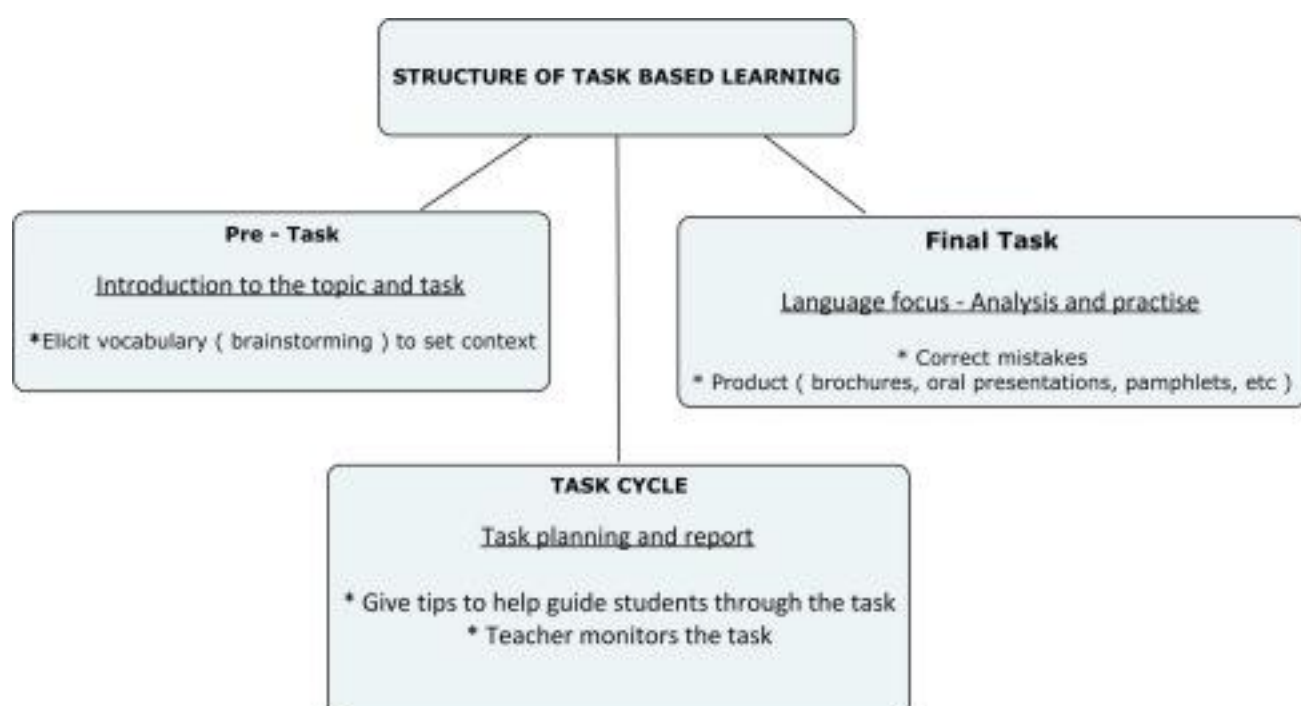 STRUCTURE OF TASK BASED LEARNING
Pre - Task
Introduction to the topic and task
*Elicit vocabulary ( brainstorming ) to set context
Final Task
Language focus - Analysis and practise
* Correct mistakes
* Product ( brochures, oral presentations, pamphlets, etc )
TASK CYCLE
Task planning and report
* Give tips to help guide students through the task
* Teacher monitors the task